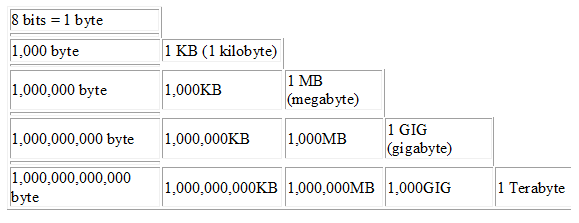 8 bits = 1 byte
1,000 byte 1 KB (1 kilobyte)
1,000,000 byte 1,000KB 1 MB
(megabyte)
1,000,000,000 byte 1,000,000KB 1,000MB 1 GIG
(gigabyte)
1,000,000,000,000
byte 1,000,000,000KB 1,000,000MB 1,000GIG 1 Terabyte